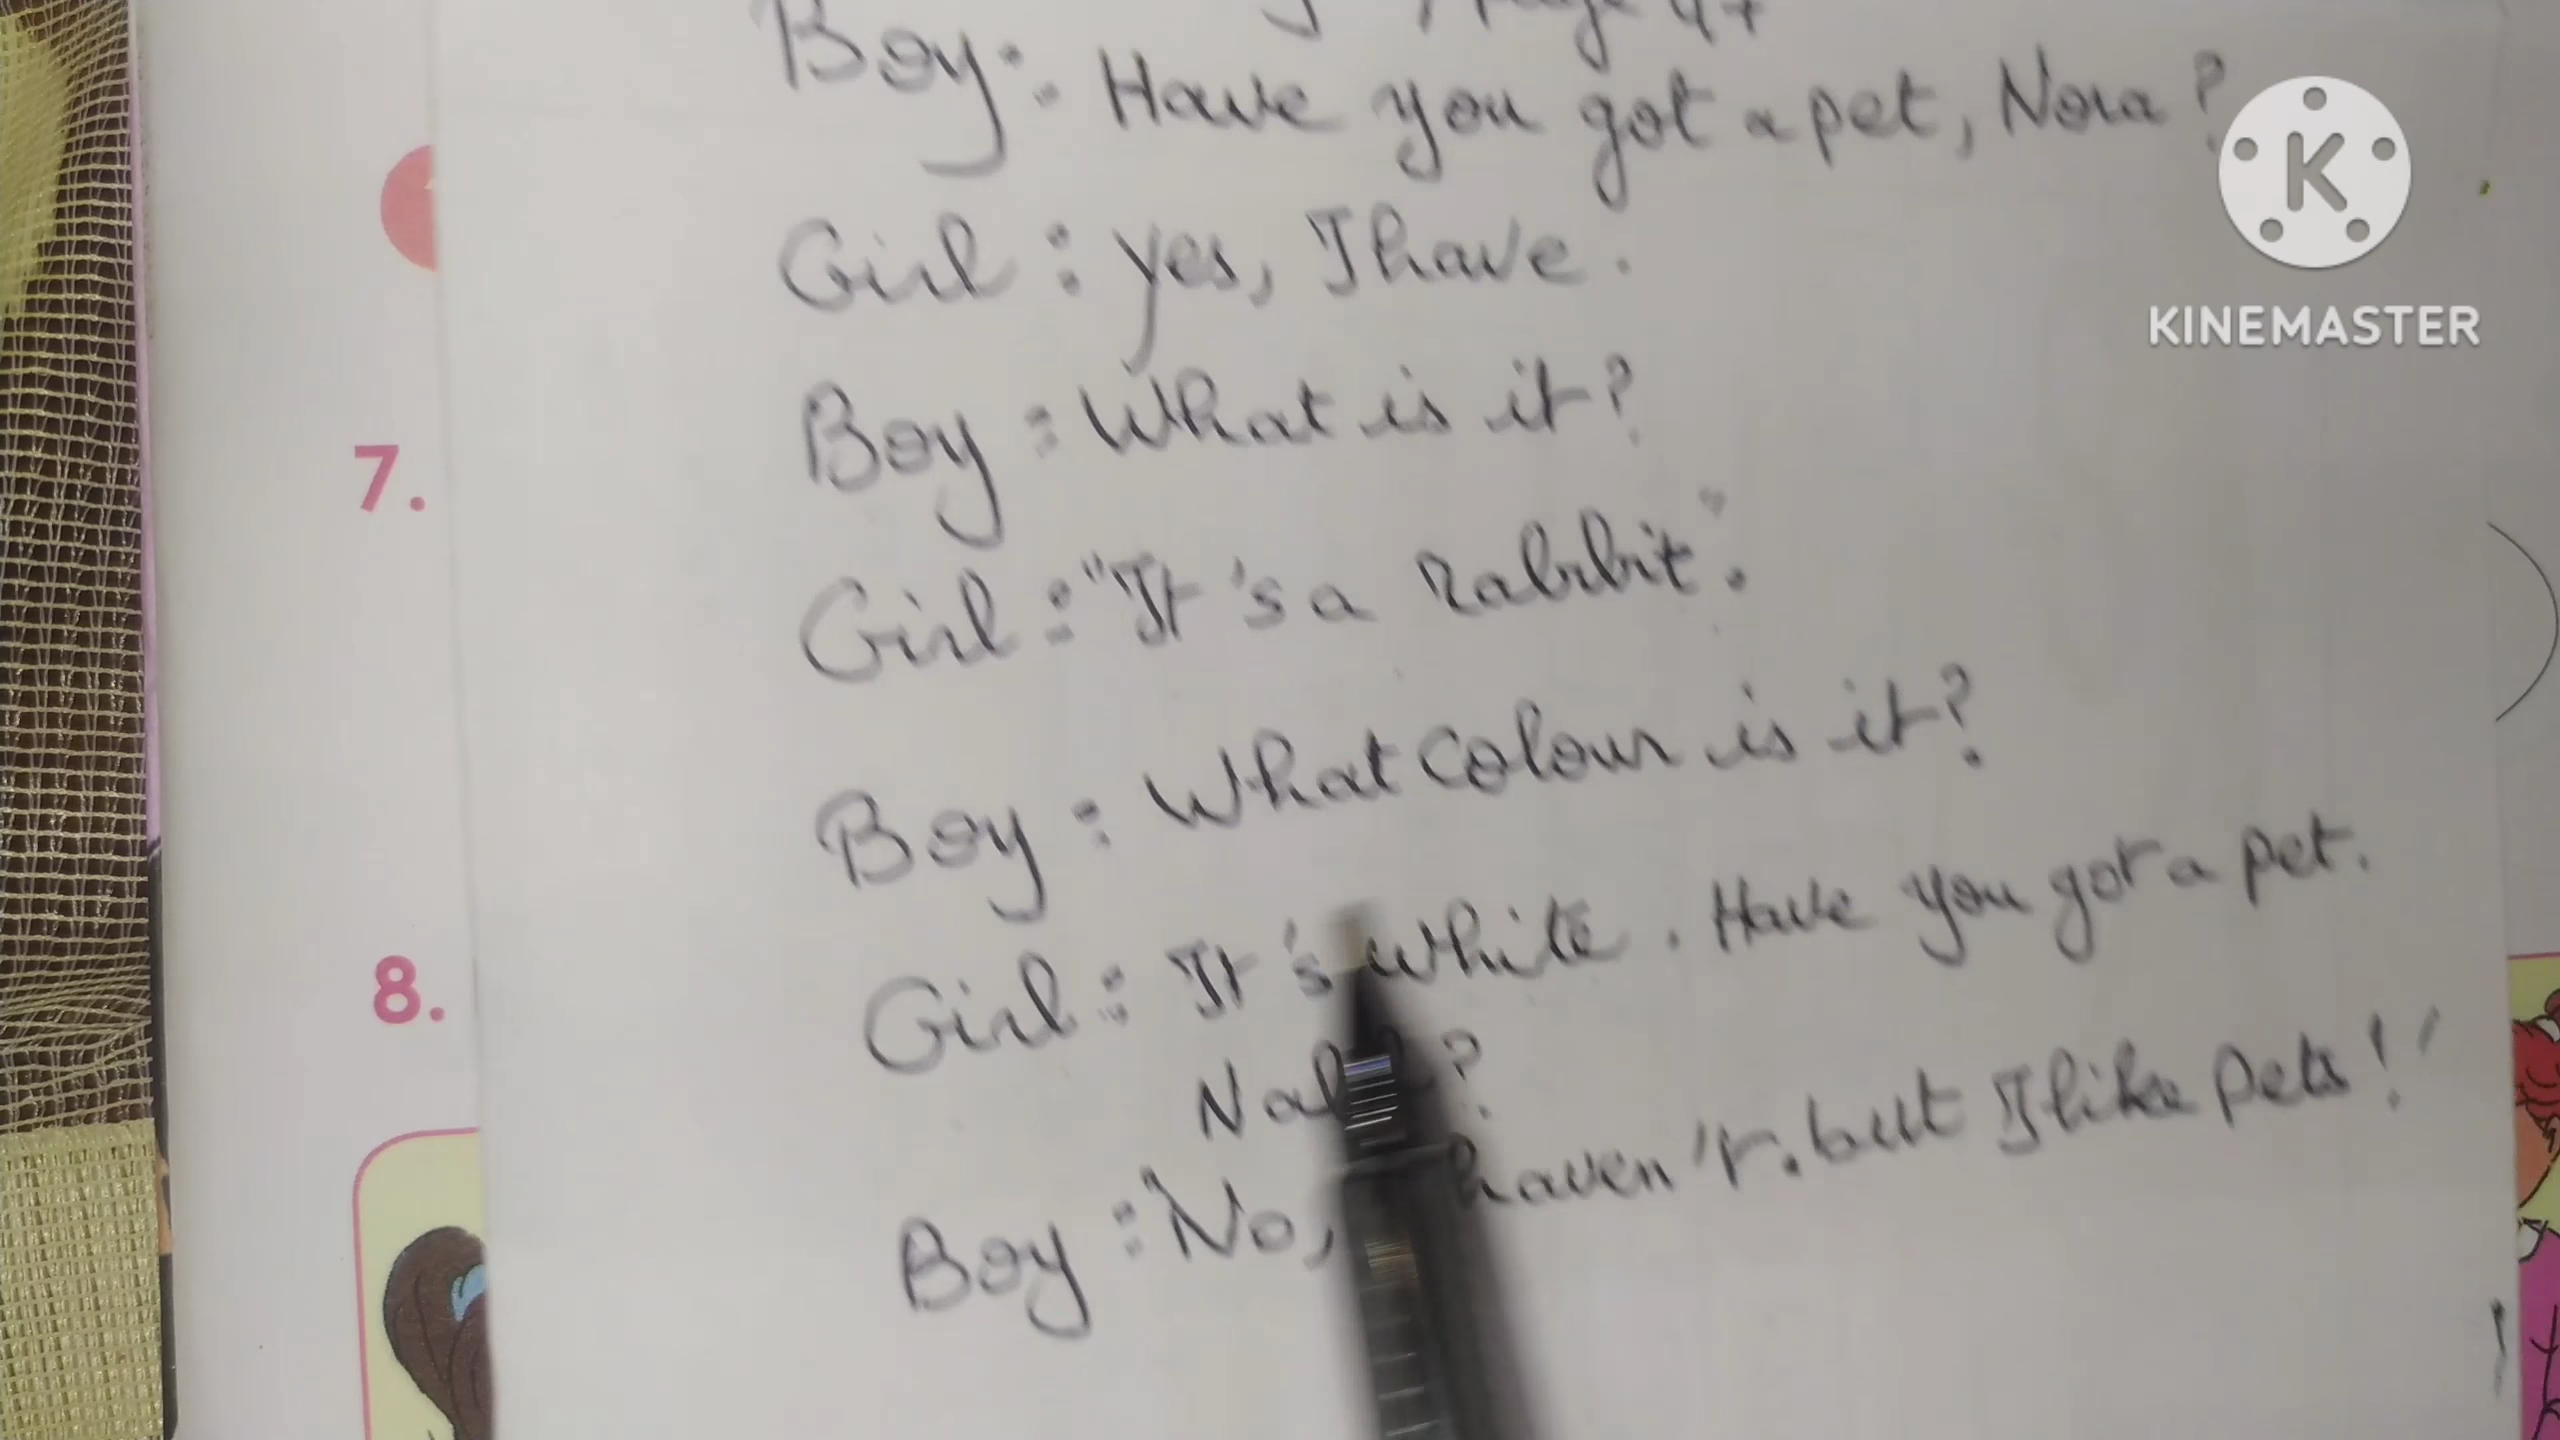 Boy: Have you got a pet, Nora?
Girl: yes, I have.
Boy: What is it?
Girl: "It's a rabbit".
Boy: What colour is it?
Girl: It's white. Have you got a pet.
Boy: No, haven't. but I like pets!
7.
8.
K
KINEMASTER